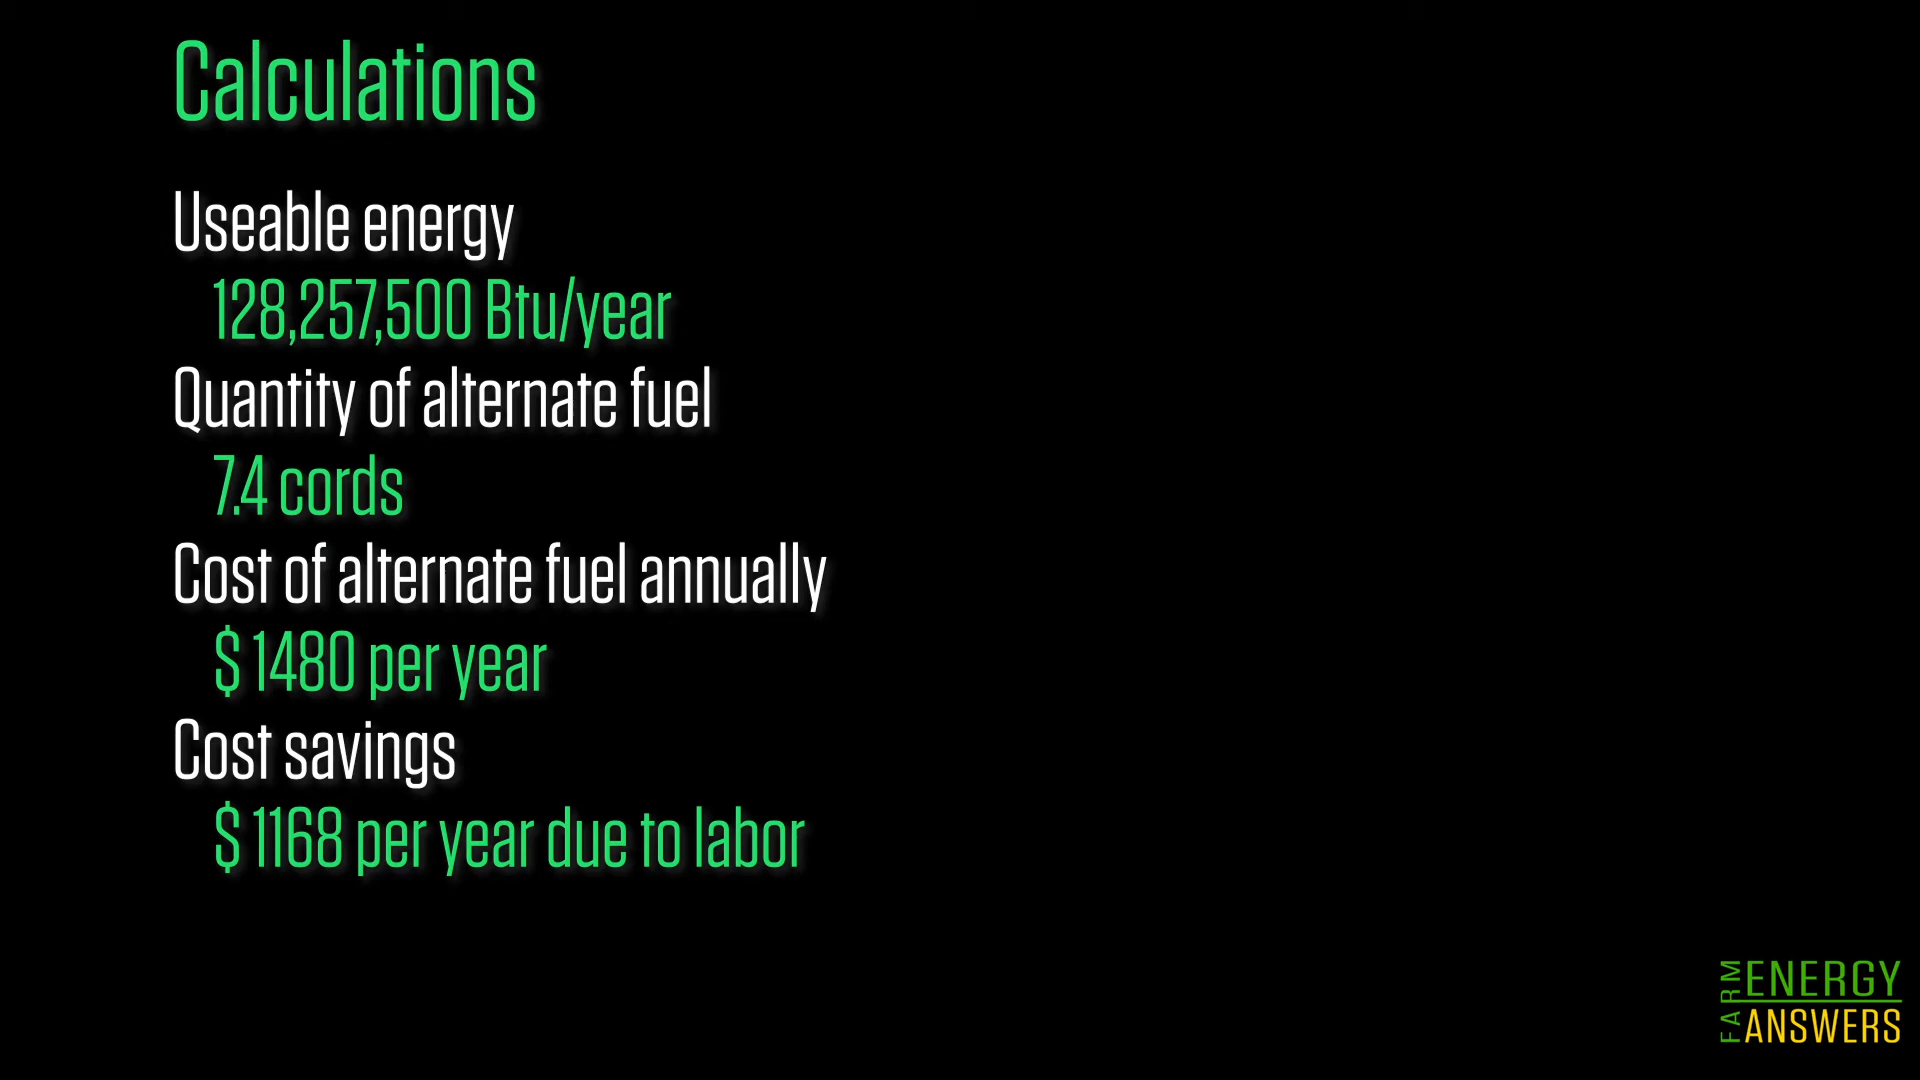 Calculations
Useable energy
128,257,500 Btu/year
Quantity of alternate fuel
7.4 cords
Cost of alternate fuel annually
$ 1480 per year
Cost savings
$ 1168 per year due to labor
FARM
ENERGY
ANSWERS